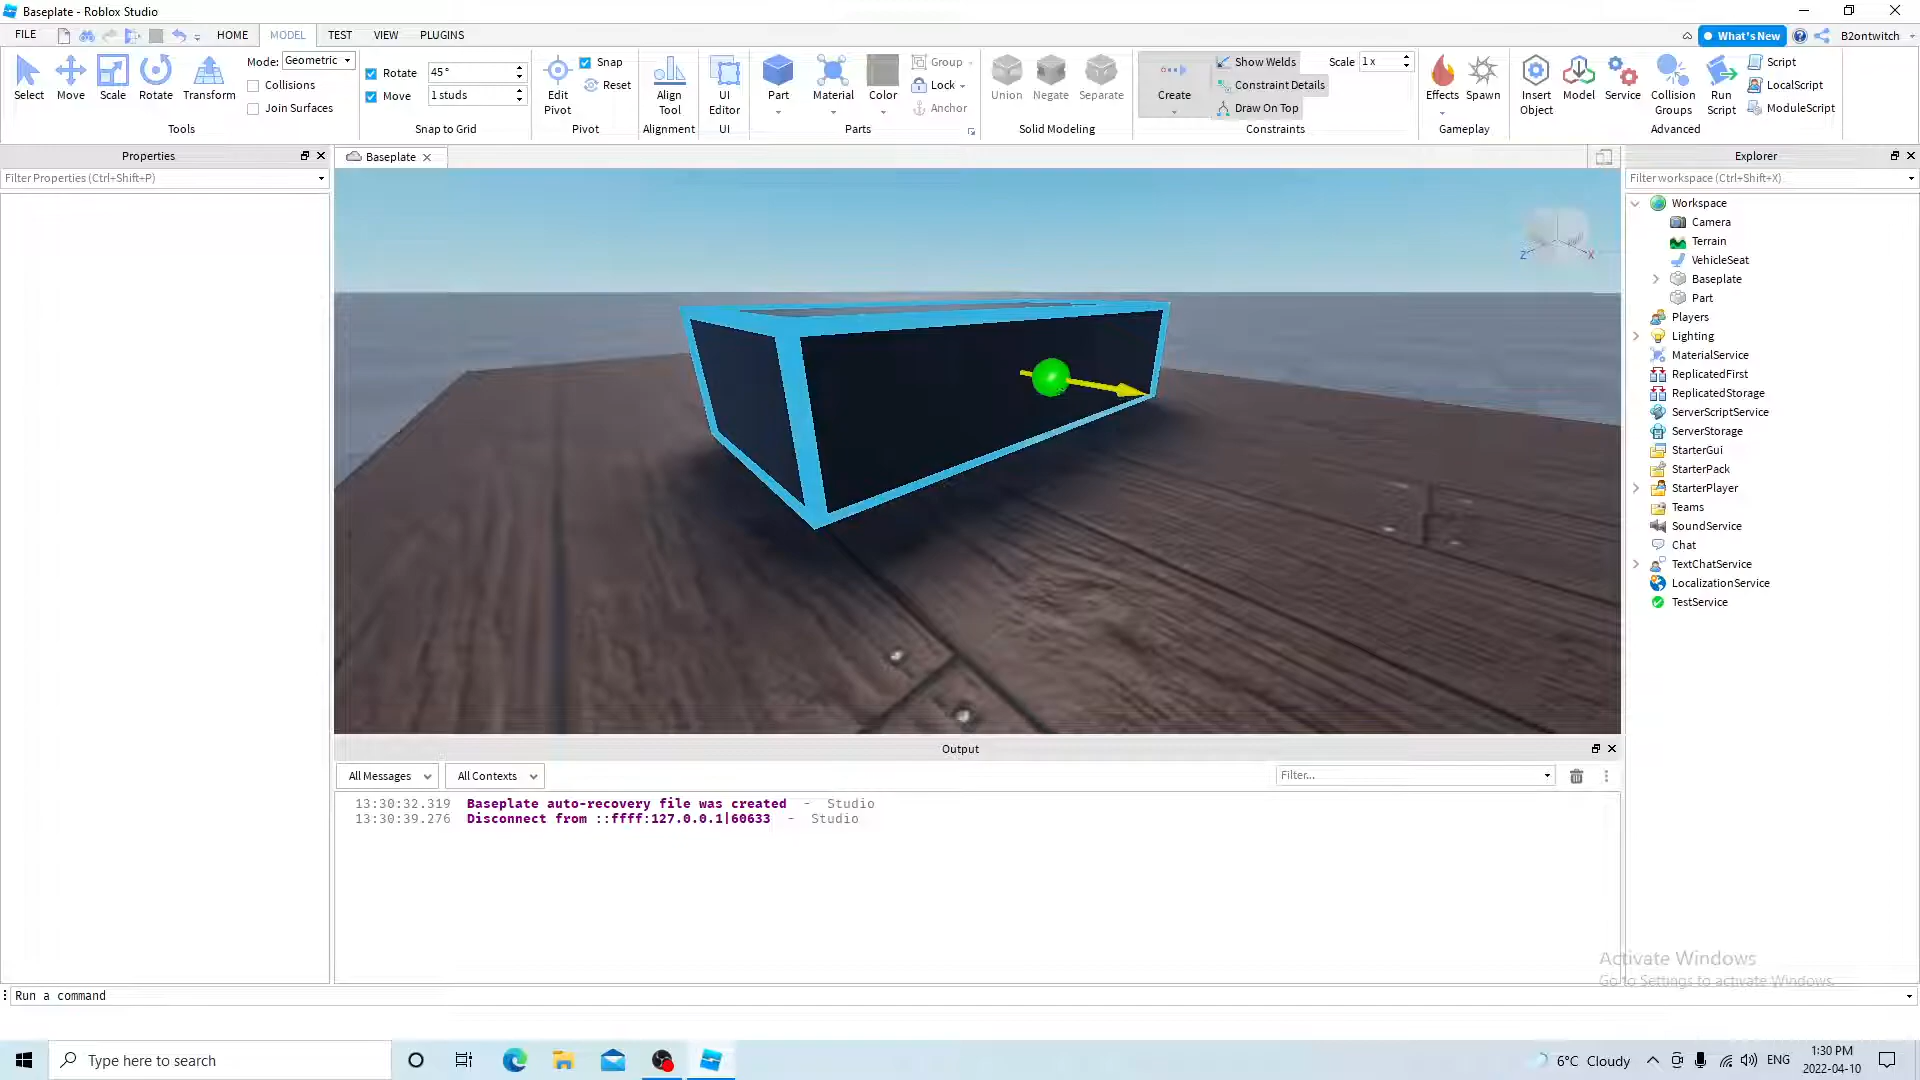 Baseplate - Roblox Studio
FILE HOME MODEL TEST VIEW PLUGINS What's New B2ontwitch
Select Move Scale Rotate Transform
Mode: Geometric
Collisions
Join Surfaces
Tools
Rotate 45°
Move 1 studs
Snap to Grid
Edit Pivot
Snap
Reset
Pivot
Align Tool
Alignment
UI Editor
UI
Part Material Color
Group
Lock
Anchor
Parts
Union Negate Separate
Solid Modeling
Create
Show Welds
Constraint Details
Draw On Top
Scale 1 x
Constraints
Effects Spawn
Gameplay
Insert Object
Model
Service
Collision Groups
Run Script
Script
LocalScript
ModuleScript
Advanced
Properties
Filter Properties (Ctrl+Shift+P)
Baseplate
Z X
Explorer
Filter workspace (Ctrl+Shift+X)
Workspace
Camera
Terrain
VehicleSeat
Baseplate
Part
Players
Lighting
MaterialService
ReplicatedFirst
ReplicatedStorage
ServerScriptService
ServerStorage
StarterGui
StarterPack
StarterPlayer
Teams
SoundService
Chat
TextChatService
LocalizationService
TestService
Output
All Messages All Contexts Filter...
13:30:32.319 Baseplate auto-recovery file was created - Studio
13:30:39.276 Disconnect from ::ffff:127.0.0.1|60633 - Studio
Activate Windows
Go to Settings to activate Windows.
Run a command
Type here to search
6°C Cloudy
ENG
1:30 PM
2022-04-10